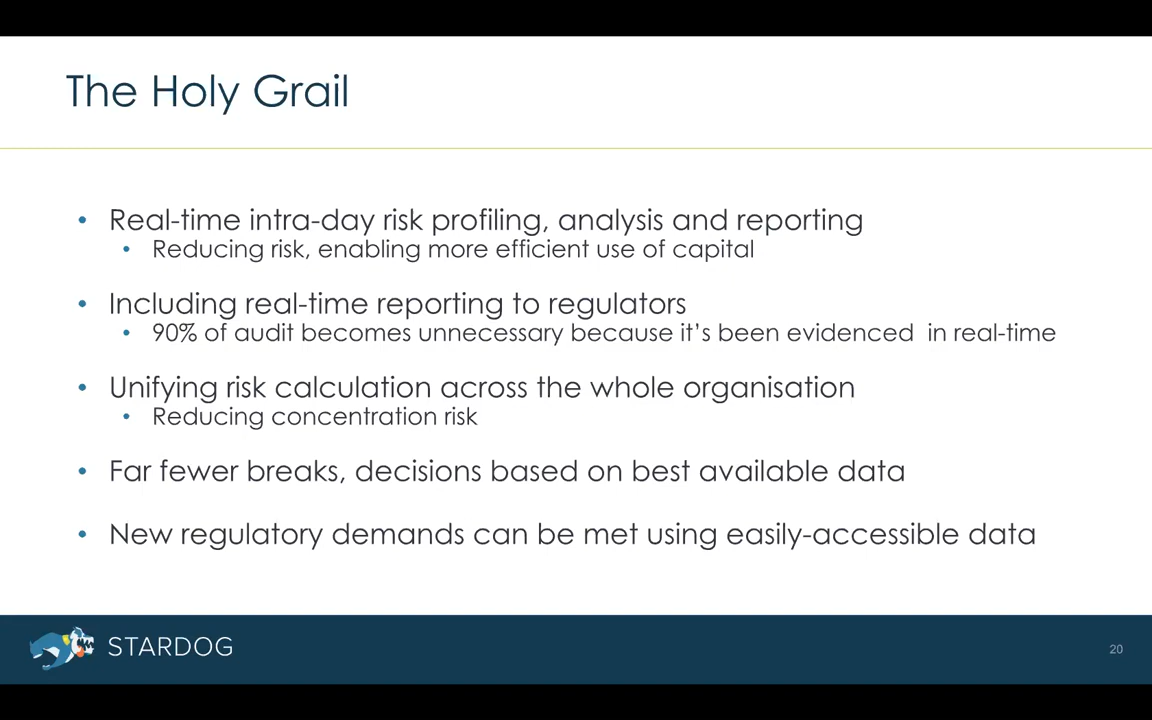 The Holy Grail
• Real-time intra-day risk profiling, analysis and reporting
• Reducing risk, enabling more efficient use of capital
• Including real-time reporting to regulators
• 90% of audit becomes unnecessary because it’s been evidenced  in real-time
• Unifying risk calculation across the whole organisation
• Reducing concentration risk
• Far fewer breaks, decisions based on best available data
• New regulatory demands can be met using easily-accessible data
STARDOG
20